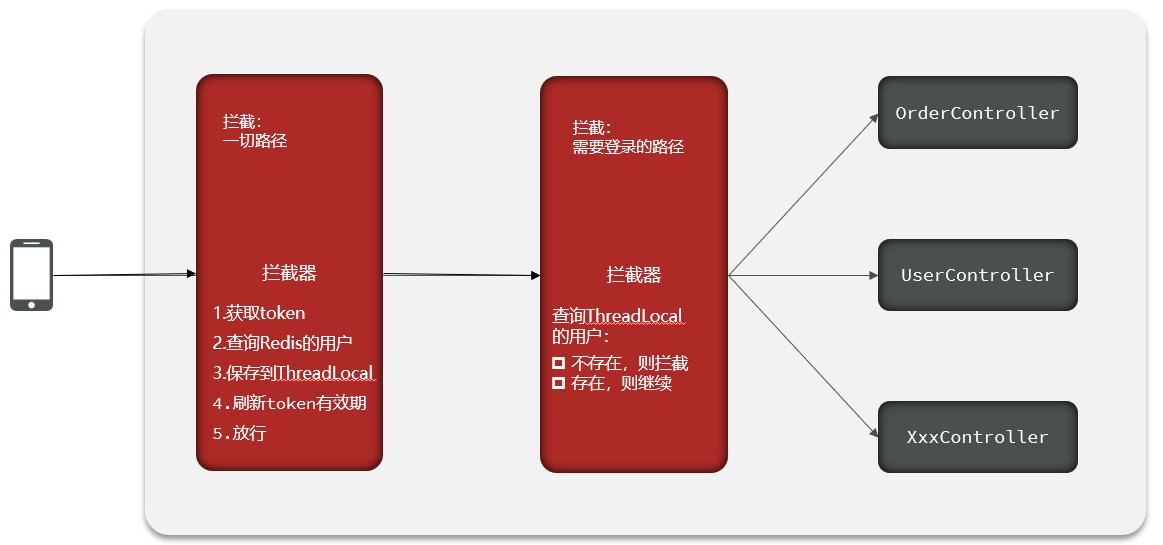 拦截：
一切路径
拦截器
1.获取token
2.查询Redis的用户
3.保存到ThreadLocal
4.刷新token有效期
5.放行
拦截：
需要登录的路径
拦截器
查询ThreadLocal
的用户：
不存在，则拦截
存在，则继续
OrderController
UserController
XxxController